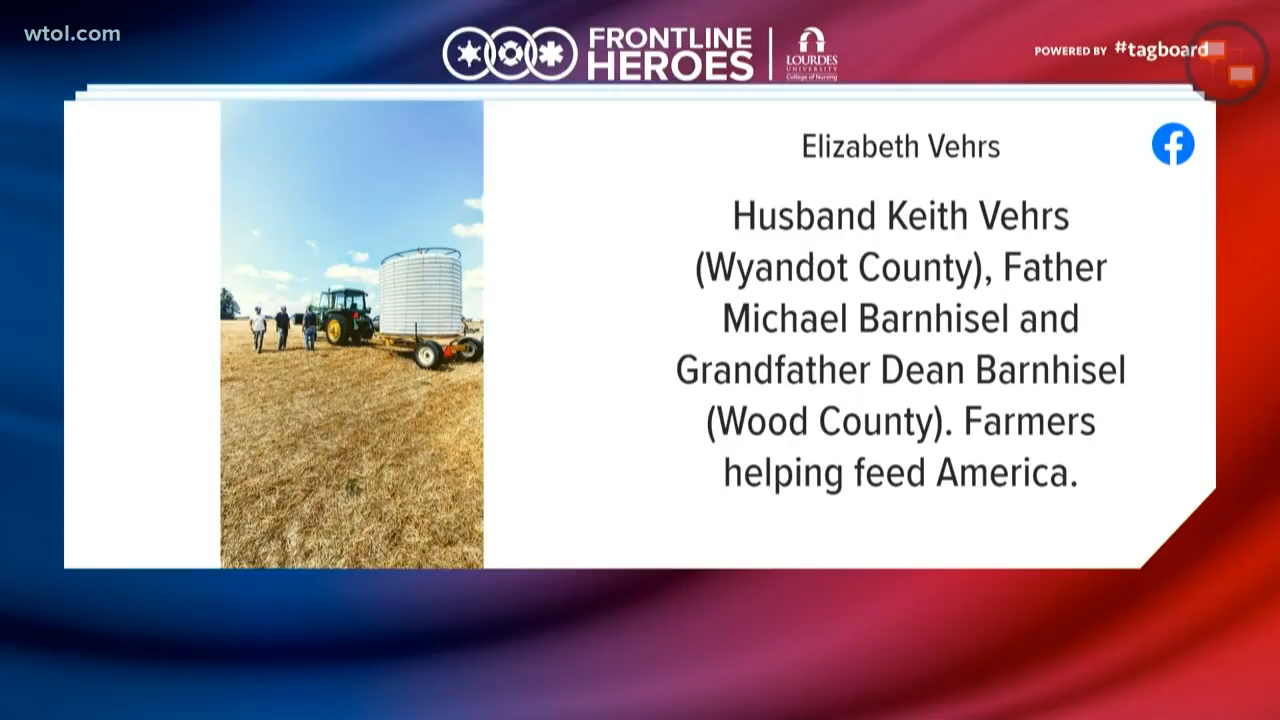 wtol.com
FRONTLINE
HEROES
LOURDES
UNIVERSITY
College of Nursing
POWERED BY #tagboard
Elizabeth Vehrs
Husband Keith Vehrs
(Wyandot County), Father
Michael Barnhisel and
Grandfather Dean Barnhisel
(Wood County). Farmers
helping feed America.